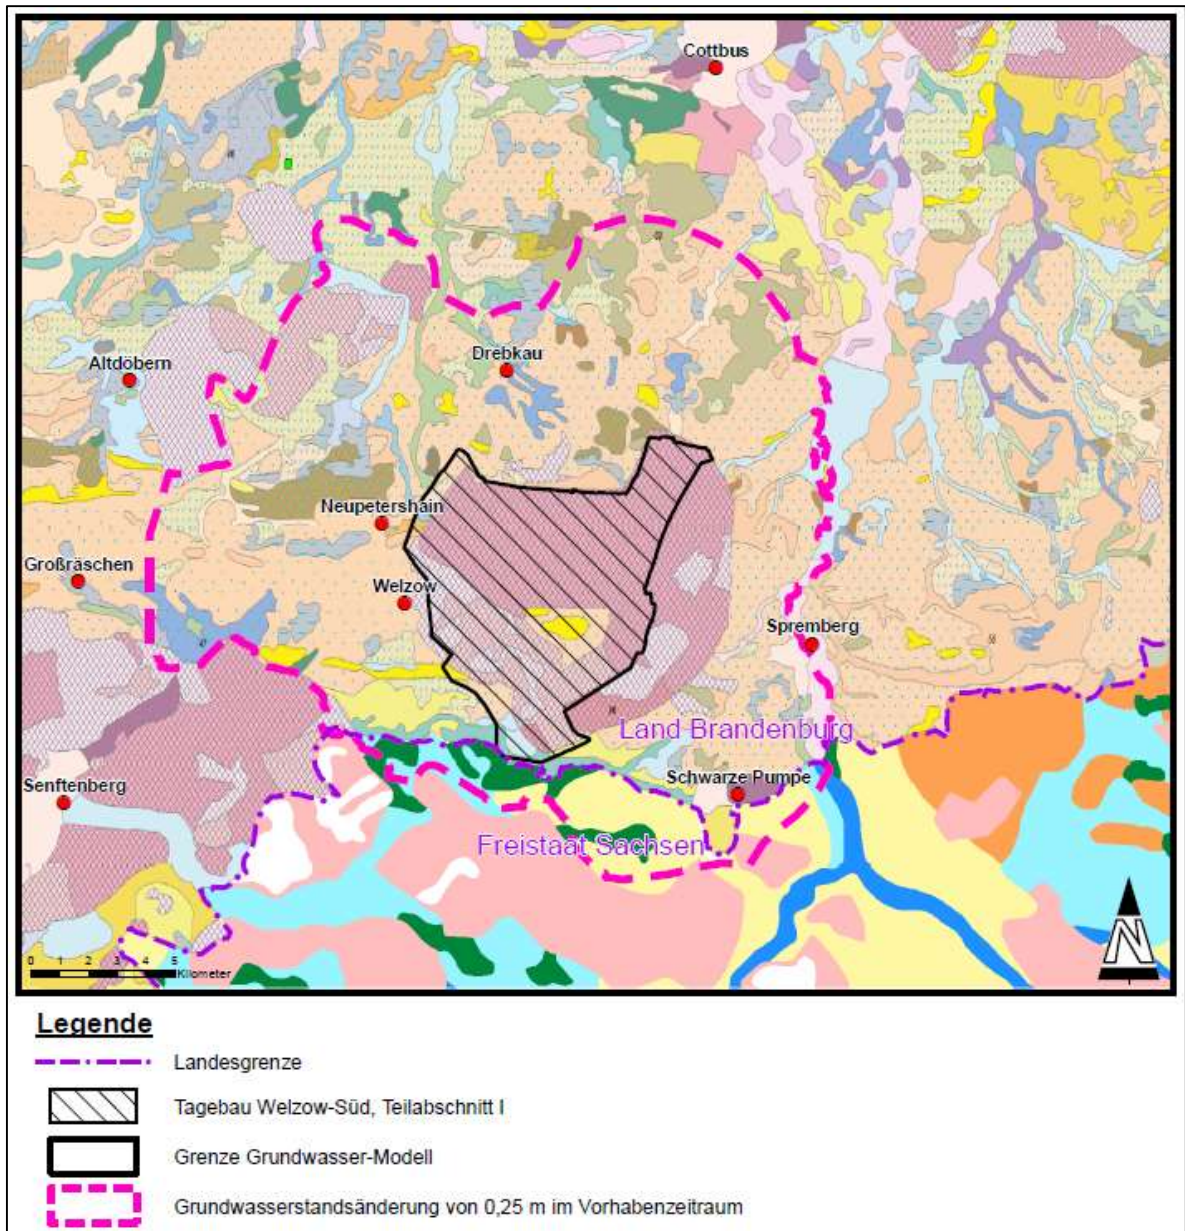 Cottbus
Drebkau
Altdöbern
Neupetershain
Großräschen
Welzow
Spremberg
Land Brandenburg
Schwarze Pumpe
Senftenberg
Freistaat Sachsen
N
0 1 2 3 4 5
Kilometer
Legende
Landesgrenze
Tagebau Welzow-Süd, Teilabschnitt I
Grenze Grundwasser-Modell
Grundwasserstandsänderung von 0,25 m im Vorhabenzeitraum